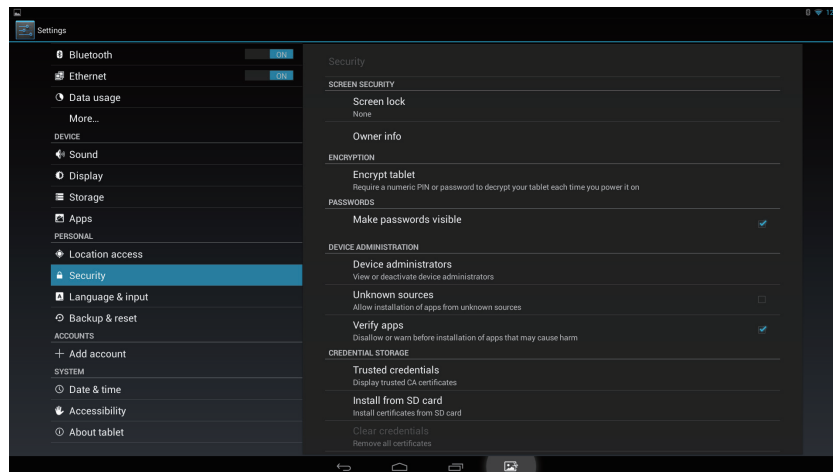 12
Settings
Bluetooth
ON
Ethernet
ON
Data usage
More...
DEVICE
Sound
Display
Storage
Apps
PERSONAL
Location access
Security
Language & input
Backup & reset
ACCOUNTS
Add account
SYSTEM
Date & time
Accessibility
About tablet
Security
SCREEN SECURITY
Screen lock
None
Owner info
ENCRYPTION
Encrypt tablet
Require a numeric PIN or password to decrypt your tablet each time you power it on
PASSWORDS
Make passwords visible
DEVICE ADMINISTRATION
Device administrators
View or deactivate device administrators
Unknown sources
Allow installation of apps from unknown sources
Verify apps
Disallow or warn before installation of apps that may cause harm
CREDENTIAL STORAGE
Trusted credentials
Display trusted CA certificates
Install from SD card
Install certificates from SD card
Clear credentials
Remove all certificates